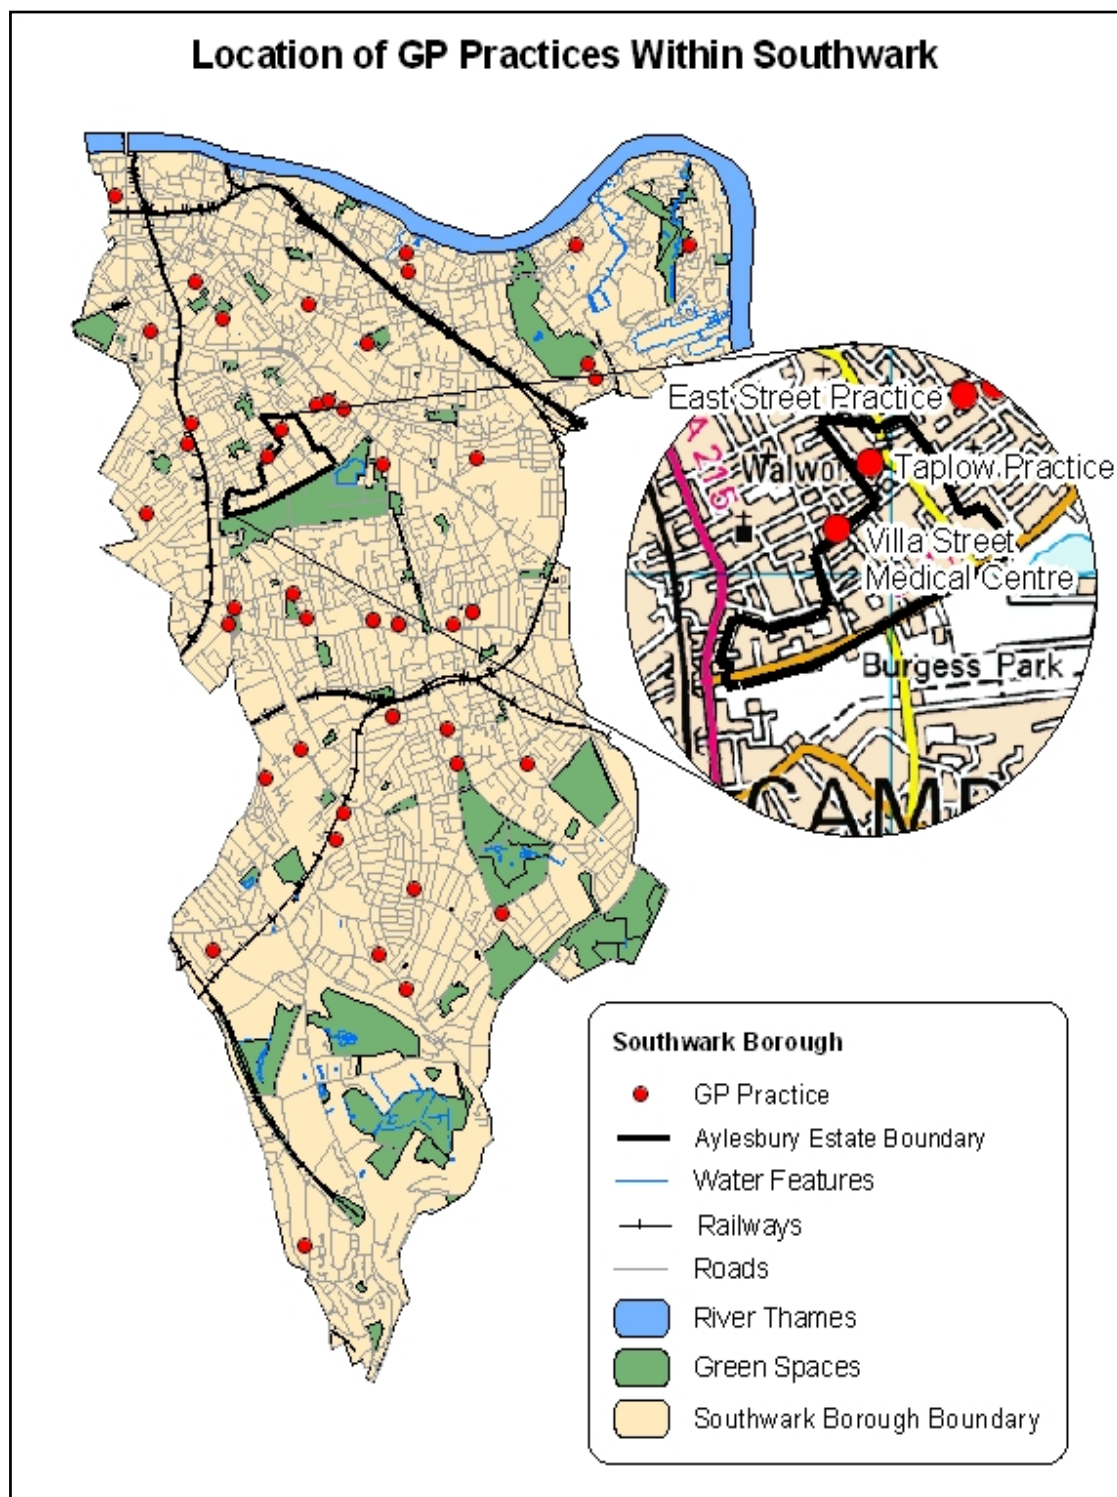 Location of GP Practices Within Southwark
East Street Practice
A 215
Taplow Practice
Villa Street
Medical Centre
Burgess Park
Southwark Borough
GP Practice
Aylesbury Estate Boundary
Water Features
Railways
Roads
River Thames
Green Spaces
Southwark Borough Boundary